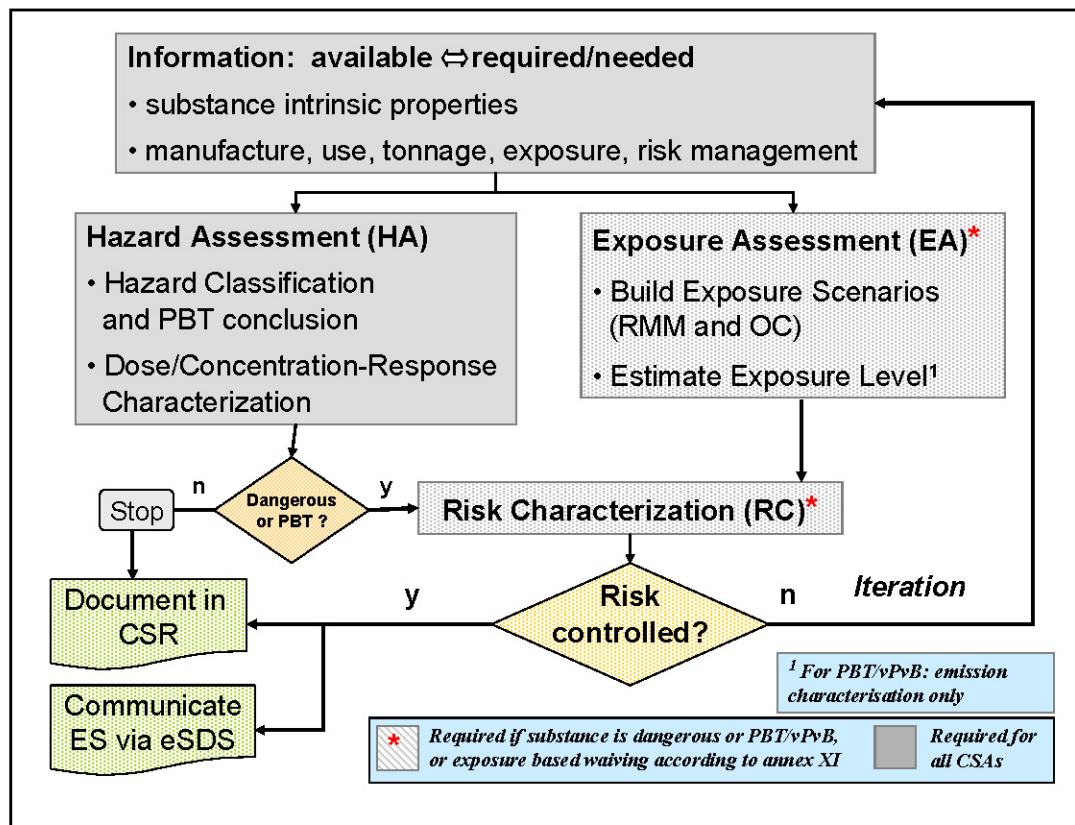 Information: available ⇔ required/needed
• substance intrinsic properties
• manufacture, use, tonnage, exposure, risk management
Hazard Assessment (HA)
• Hazard Classification
and PBT conclusion
• Dose/Concentration-Response
Characterization
Exposure Assessment (EA)*
• Build Exposure Scenarios
(RMM and OC)
• Estimate Exposure Level¹
n
Dangerous
or PBT ?
y
Stop
Risk Characterization (RC)*
Document in
CSR
y
Risk
controlled?
n
Iteration
Communicate
ES via eSDS
¹ For PBT/vPvB: emission
characterisation only
* Required if substance is dangerous or PBT/vPvB,
or exposure based waiving according to annex XI
Required for
all CSAs